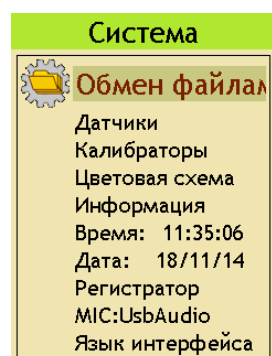 Система
Обмен файлам
Датчики
Калибраторы
Цветовая схема
Информация
Время: 11:35:06
Дата: 18/11/14
Регистратор
MIC:UsbAudio
Язык интерфейса